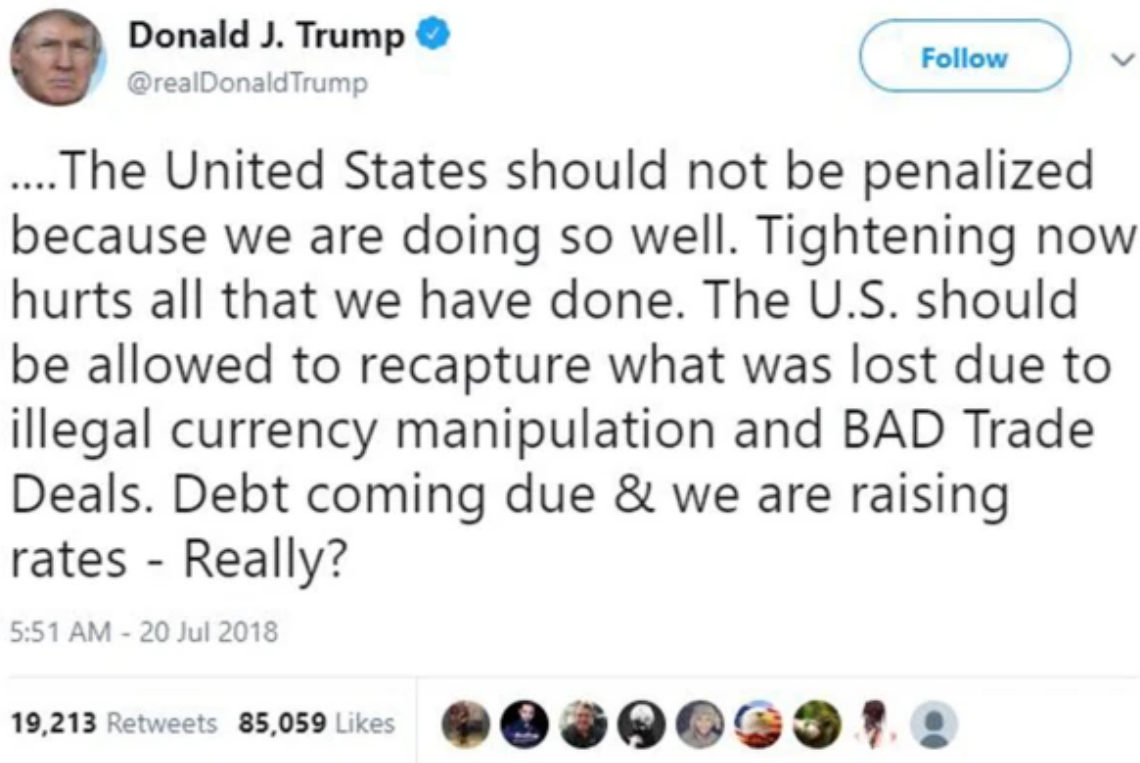 Donald J. Trump
@realDonaldTrump
Follow
....The United States should not be penalized
because we are doing so well. Tightening now
hurts all that we have done. The U.S. should
be allowed to recapture what was lost due to
illegal currency manipulation and BAD Trade
Deals. Debt coming due & we are raising
rates - Really?
5:51 AM - 20 Jul 2018
19,213 Retweets 85,059 Likes